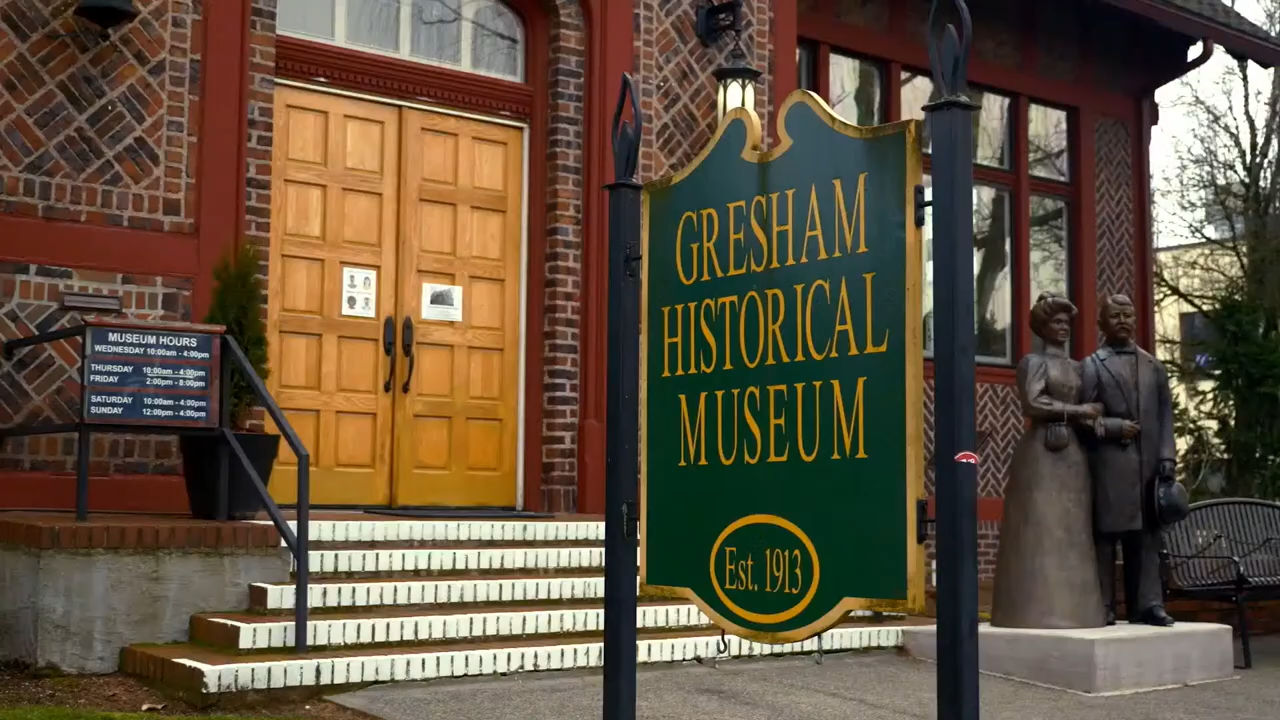 MUSEUM HOURS
WEDNESDAY 10:00am - 4:00pm
THURSDAY 10:00am - 4:00pm
FRIDAY 2:00pm - 8:00pm
SATURDAY 10:00am - 4:00pm
SUNDAY 12:00pm - 4:00pm
GRESHAM
HISTORICAL
MUSEUM
Est. 1913